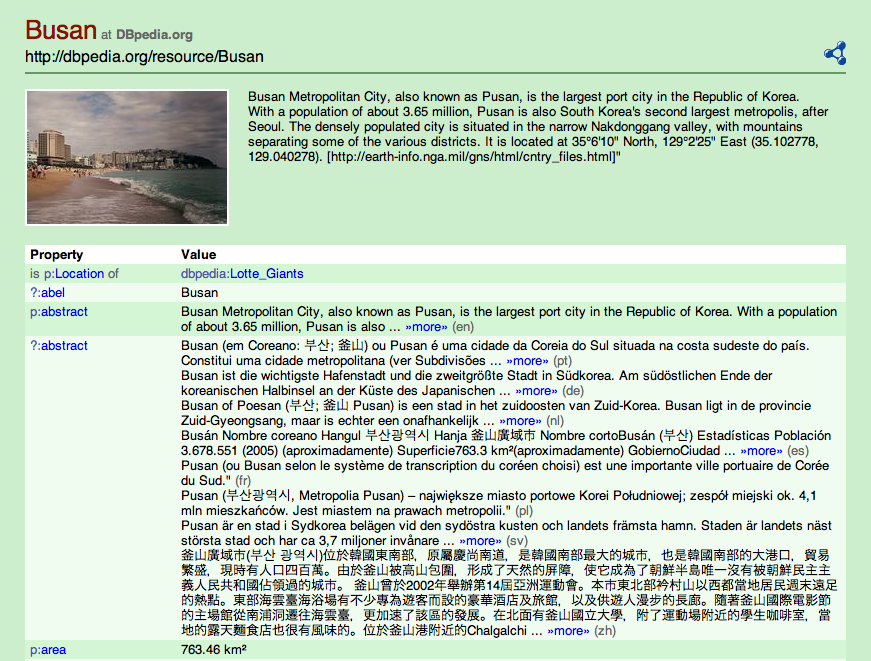 Busan at DBpedia.org
http://dbpedia.org/resource/Busan
Busan Metropolitan City, also known as Pusan, is the largest port city in the Republic of Korea.
With a population of about 3.65 million, Pusan is also South Korea's second largest metropolis, after
Seoul. The densely populated city is situated in the narrow Nakdonggang valley, with mountains
separating some of the various districts. It is located at 35°6'10" North, 129°2'25" East (35.102778,
129.040278). [http://earth-info.nga.mil/gns/html/cntry_files.html]"
Property Value
is p:Location of dbpedia:Lotte_Giants
?:abel Busan
p:abstract Busan Metropolitan City, also known as Pusan, is the largest port city in the Republic of Korea. With a population
of about 3.65 million, Pusan is also ... »more» (en)
?:abstract Busan (em Coreano: 부산; 釜山) ou Pusan é uma cidade da Coreia do Sul situada na costa sudeste do país.
Constitui uma cidade metropolitana (ver Subdivisões ... »more» (pt)
Busan ist die wichtigste Hafenstadt und die zweitgrößte Stadt in Südkorea. Am südöstlichen Ende der
koreanischen Halbinsel an der Küste des Japanischen ... »more» (de)
Busan of Poesan (부산; 釜山 Pusan) is een stad in het zuidoosten van Zuid-Korea. Busan ligt in de provincie
Zuid-Gyeongsang, maar is echter een onafhankelijk ... »more» (nl)
Busán Nombre coreano Hangul 부산광역시 Hanja 釜山廣域市 Nombre cortoBusán (부산) Estadísticas Población
3.678.551 (2005) (aproximadamente) Superficie763.3 km²(aproximadamente) GobiernoCiudad ... »more» (es)
Pusan (ou Busan selon le système de transcription du coréen choisi) est une importante ville portuaire de Corée
du Sud." (fr)
Pusan (부산광역시, Metropolia Pusan) – największe miasto portowe Korei Południowej; zespół miejski ok. 4,1
mln mieszkańców. Jest miastem na prawach metropolii." (pl)
Pusan är en stad i Sydkorea belägen vid den sydöstra kusten och landets främsta hamn. Staden är landets näst
största stad och har ca 3,7 miljoner invånare ... »more» (sv)
釜山廣域市(부산 광역시)位於韓國東南部，原屬慶尚南道，是韓國南部最大的城市，也是韓國南部的大港口，貿易
繁盛，現時有人口四百萬。由於釜山被高山包圍，形成了天然的屏障，使它成為了朝鮮半島唯一沒有被朝鮮民主主
義人民共和國佔領過的城市。 釜山曾於2002年舉辦第14屆亞洲運動會。本市東北部衿村山以西都當地居民週末遠足
的熱點。東部海雲臺海浴場有不少專為遊客而設的豪華酒店及旅館，以及供遊人漫步的長廊。隨著釜山國際電影節
的主場館從南浦洞遷往海雲臺，更加速了該區的發展。在北面有釜山國立大學，附了運動場附近的學生咖啡室，當
地的露天麵食店也很有風味的。位於釜山港附近的Chalgalchi ... »more» (zh)
p:area 763.46 km²